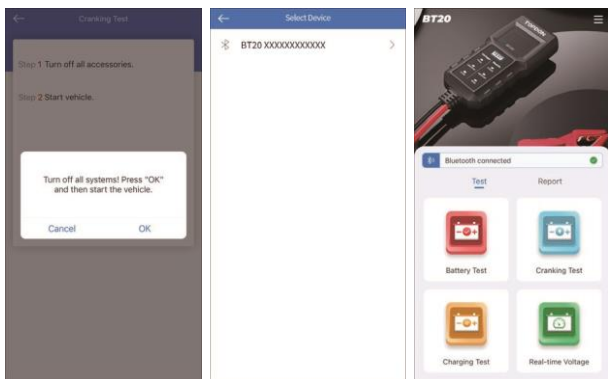 Cranking Test
Step 1 Turn off all accessories.
Step 2 Start vehicle.
Turn off all systems! Press "OK"
and then start the vehicle.
Cancel
OK
Select Device
BT20 XXXXXXXXXXXX
BT20
TOPDON
Bluetooth connected
Test
Report
Battery Test
Cranking Test
Charging Test
Real-time Voltage